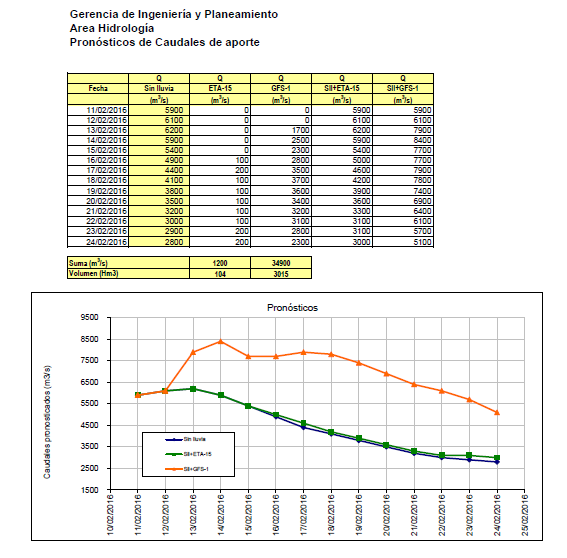 Gerencia de Ingeniería y Planeamiento
Area Hidrología
Pronósticos de Caudales de aporte
Q Q Q Q Q
Fecha Sin lluvia ETA-15 GFS-1 SII+ETA-15 SII+GFS-1
(m³/s) (m³/s) (m³/s) (m³/s) (m³/s)
11/02/2016 5900 0 0 5900 5900
12/02/2016 6100 0 0 6100 6100
13/02/2016 6200 0 1700 6200 7900
14/02/2016 5900 0 2500 5900 8400
15/02/2016 5400 0 2300 5400 7700
16/02/2016 4900 100 2800 5000 7700
17/02/2016 4400 200 3500 4600 7900
18/02/2016 4100 100 3700 4200 7800
19/02/2016 3800 100 3600 3900 7400
20/02/2016 3500 100 3400 3600 6900
21/02/2016 3200 100 3200 3300 6400
22/02/2016 3000 100 3100 3100 6100
23/02/2016 2900 200 2800 3100 5700
24/02/2016 2800 200 2300 3000 5100
Suma (m³/s) 1200 34900
Volumen (Hm3) 104 3015
Pronósticos
Caudales pronosticados (m3/s)
9500
8500
7500
6500
5500
4500
3500
2500
1500
Sin lluvia
SII+ETA-15
SII+GFS-1
10/02/2016
11/02/2016
12/02/2016
13/02/2016
14/02/2016
15/02/2016
16/02/2016
17/02/2016
18/02/2016
19/02/2016
20/02/2016
21/02/2016
22/02/2016
23/02/2016
24/02/2016
25/02/2016